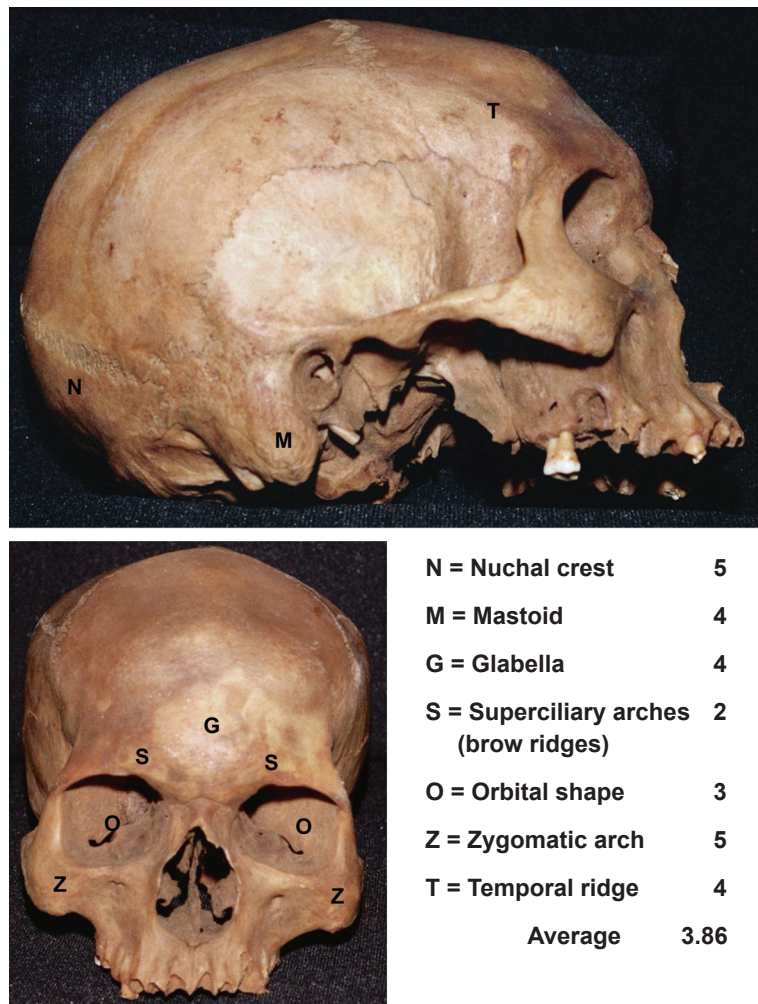 T
N
M
G
S S
O O
Z Z
N = Nuchal crest 5
M = Mastoid 4
G = Glabella 4
S = Superciliary arches 2
(brow ridges)
O = Orbital shape 3
Z = Zygomatic arch 5
T = Temporal ridge 4
Average 3.86